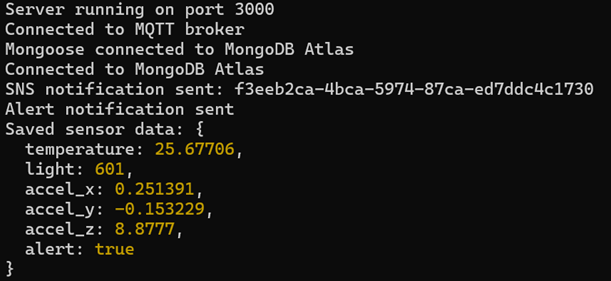 Server running on port 3000
Connected to MQTT broker
Mongoose connected to MongoDB Atlas
Connected to MongoDB Atlas
SNS notification sent: f3eeb2ca-4bca-5974-87ca-ed7ddc4c1730
Alert notification sent
Saved sensor data: {
  temperature: 25.67706,
  light: 601,
  accel_x: 0.251391,
  accel_y: -0.153229,
  accel_z: 8.8777,
  alert: true
}